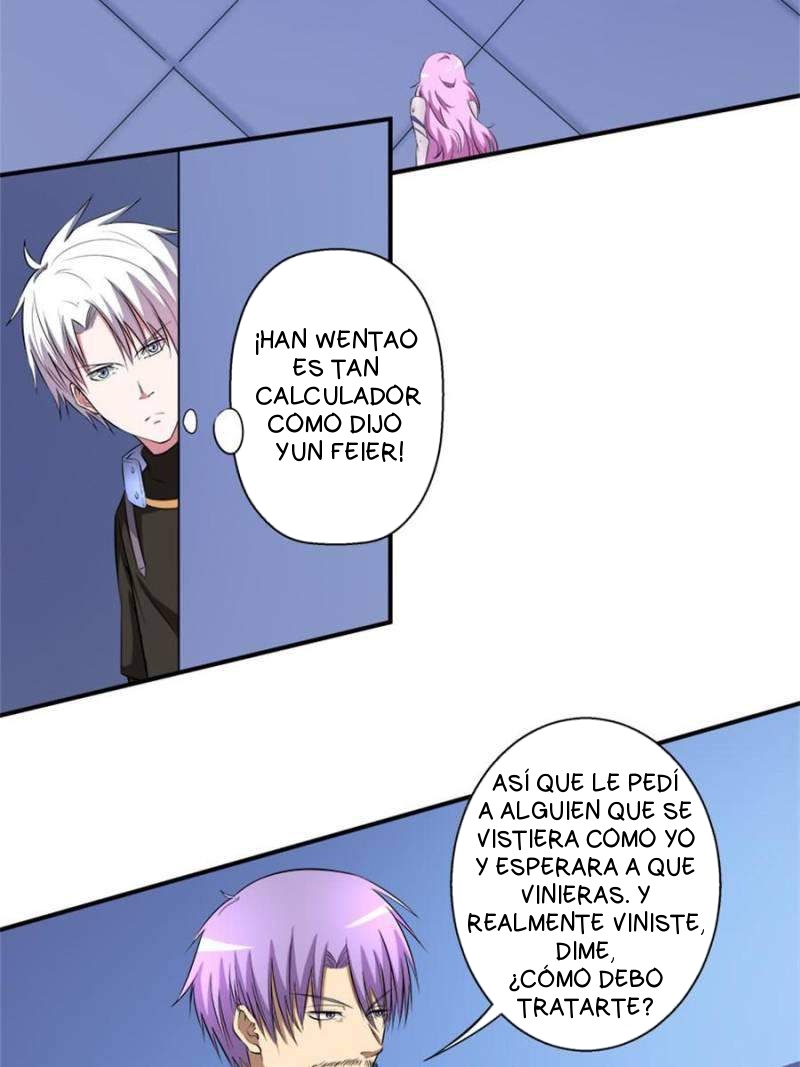 ¡HAN WENTAO
ES TAN
CALCULADOR
COMO DIJO
YUN FEIER!
ASÍ QUE LE PEDÍ
A ALGUIEN QUE SE
VISTIERA COMO YO
Y ESPERARA A QUE
VINIERAS. Y
REALMENTE VINISTE,
DIME,
¿CÓMO DEBO
TRATARTE?